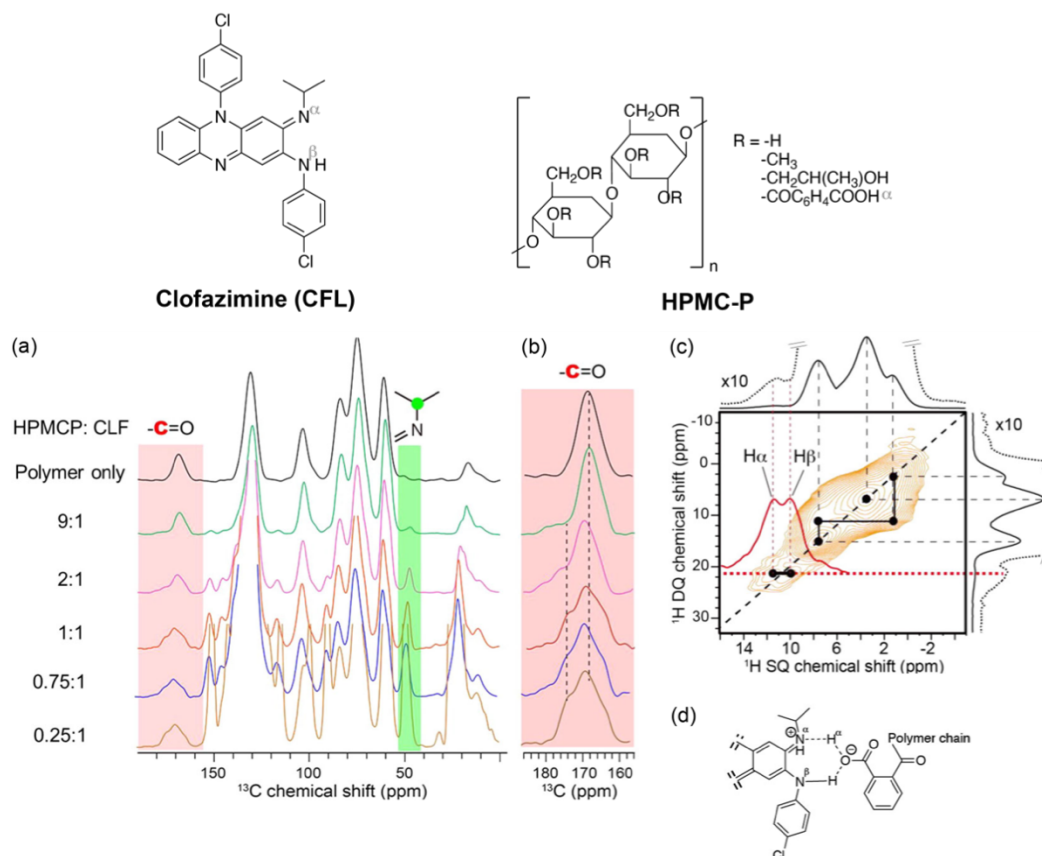 Cl
N
N
α
β
N
H
N
Cl
Clofazimine (CFL)
CH₂OR
O
RO
OR
CH₂OR
O
RO
OR
O
OR
n
R = -H
-CH₃
-CH₂CH(CH₃)OH
-COC₆H₄COOH α
HPMC-P
(a)
HPMCP: CLF
-C=O
N
Polymer only
9:1
2:1
1:1
0.75:1
0.25:1
150 100 50
¹³C chemical shift (ppm)
(b)
-C=O
180 170 160
¹³C (ppm)
(c)
x10
x10
Hα Hβ
-10
0
10
20
30
¹H DQ chemical shift (ppm)
14 10 6 2 -2
¹H SQ chemical shift (ppm)
(d)
⊕ N α H α
H
N β H
⊖ O
O
O
Polymer chain
Cl